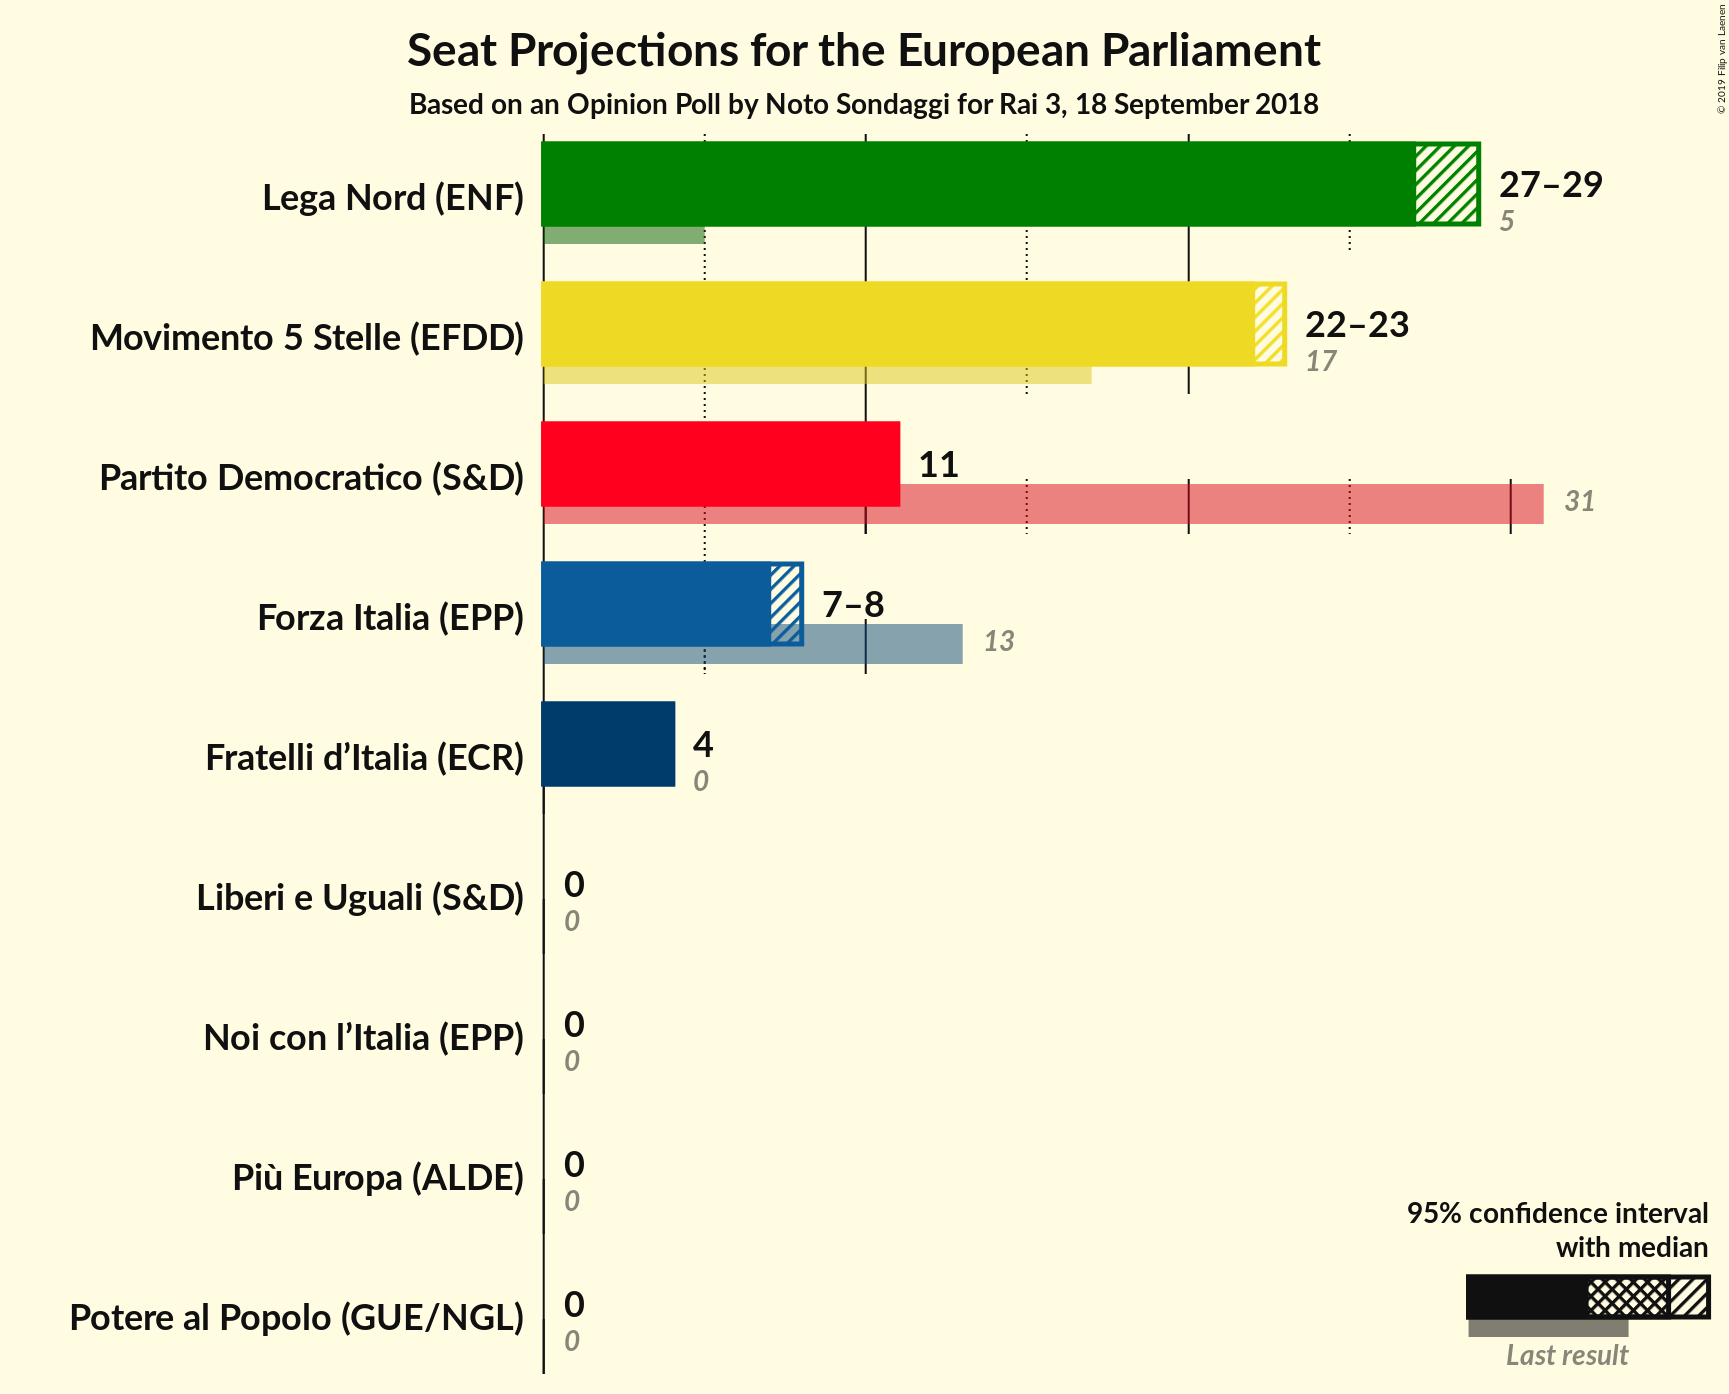 Seat Projections for the European Parliament
Based on an Opinion Poll by Noto Sondaggi for Rai 3, 18 September 2018
© 2019 Filip van Laenen
Lega Nord (ENF)
27–29
5
Movimento 5 Stelle (EFDD)
22–23
17
Partito Democratico (S&D)
11
31
Forza Italia (EPP)
7–8
13
Fratelli d’Italia (ECR)
4
0
Liberi e Uguali (S&D)
0
0
Noi con l’Italia (EPP)
0
0
Più Europa (ALDE)
0
0
Potere al Popolo (GUE/NGL)
0
0
95% confidence interval
with median
Last result